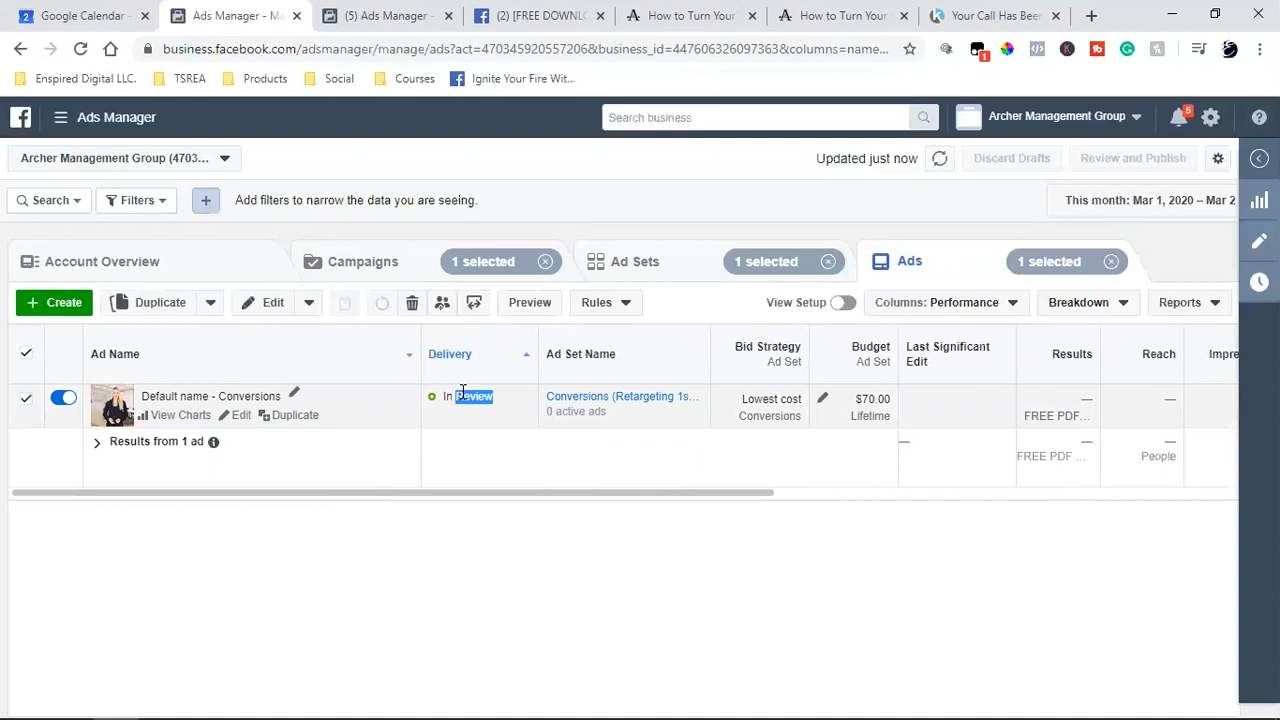 Google Calendar -
Ads Manager - Ma
(5) Ads Manager -
(2) [FREE DOWNL
How to Turn Your
How to Turn Your
Your Call Has Been
business.facebook.com/adsmanager/manage/ads?act=470345920557206&business_id=447606326097363&columns=name...
1
Enspired Digital LLC.
TSREA
Products
Social
Courses
Ignite Your Fire Wit...
Ads Manager
Search business
Archer Management Group
5
Archer Management Group (4703...
Updated just now
Discard Drafts
Review and Publish
Search
Filters
Add filters to narrow the data you are seeing.
This month: Mar 1, 2020 – Mar 2
Account Overview
Campaigns
1 selected
Ad Sets
1 selected
Ads
1 selected
+ Create
Duplicate
Edit
Preview
Rules
View Setup
Columns: Performance
Breakdown
Reports
Ad Name
Delivery
Ad Set Name
Bid Strategy
Ad Set
Budget
Ad Set
Last Significant
Edit
Results
Reach
Impre
Default name - Conversions
View Charts
Edit
Duplicate
In Review
Conversions (Retargeting 1s...
0 active ads
Lowest cost
Conversions
$70.00
Lifetime
—
FREE PDF...
—
Results from 1 ad
—
—
FREE PDF ...
—
People